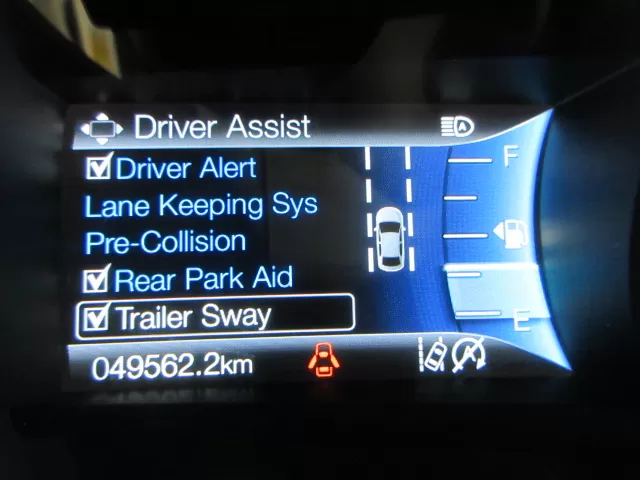 Driver Assist
Driver Alert
F
Lane Keeping Sys
Pre-Collision
Rear Park Aid
Trailer Sway
E
049562.2km